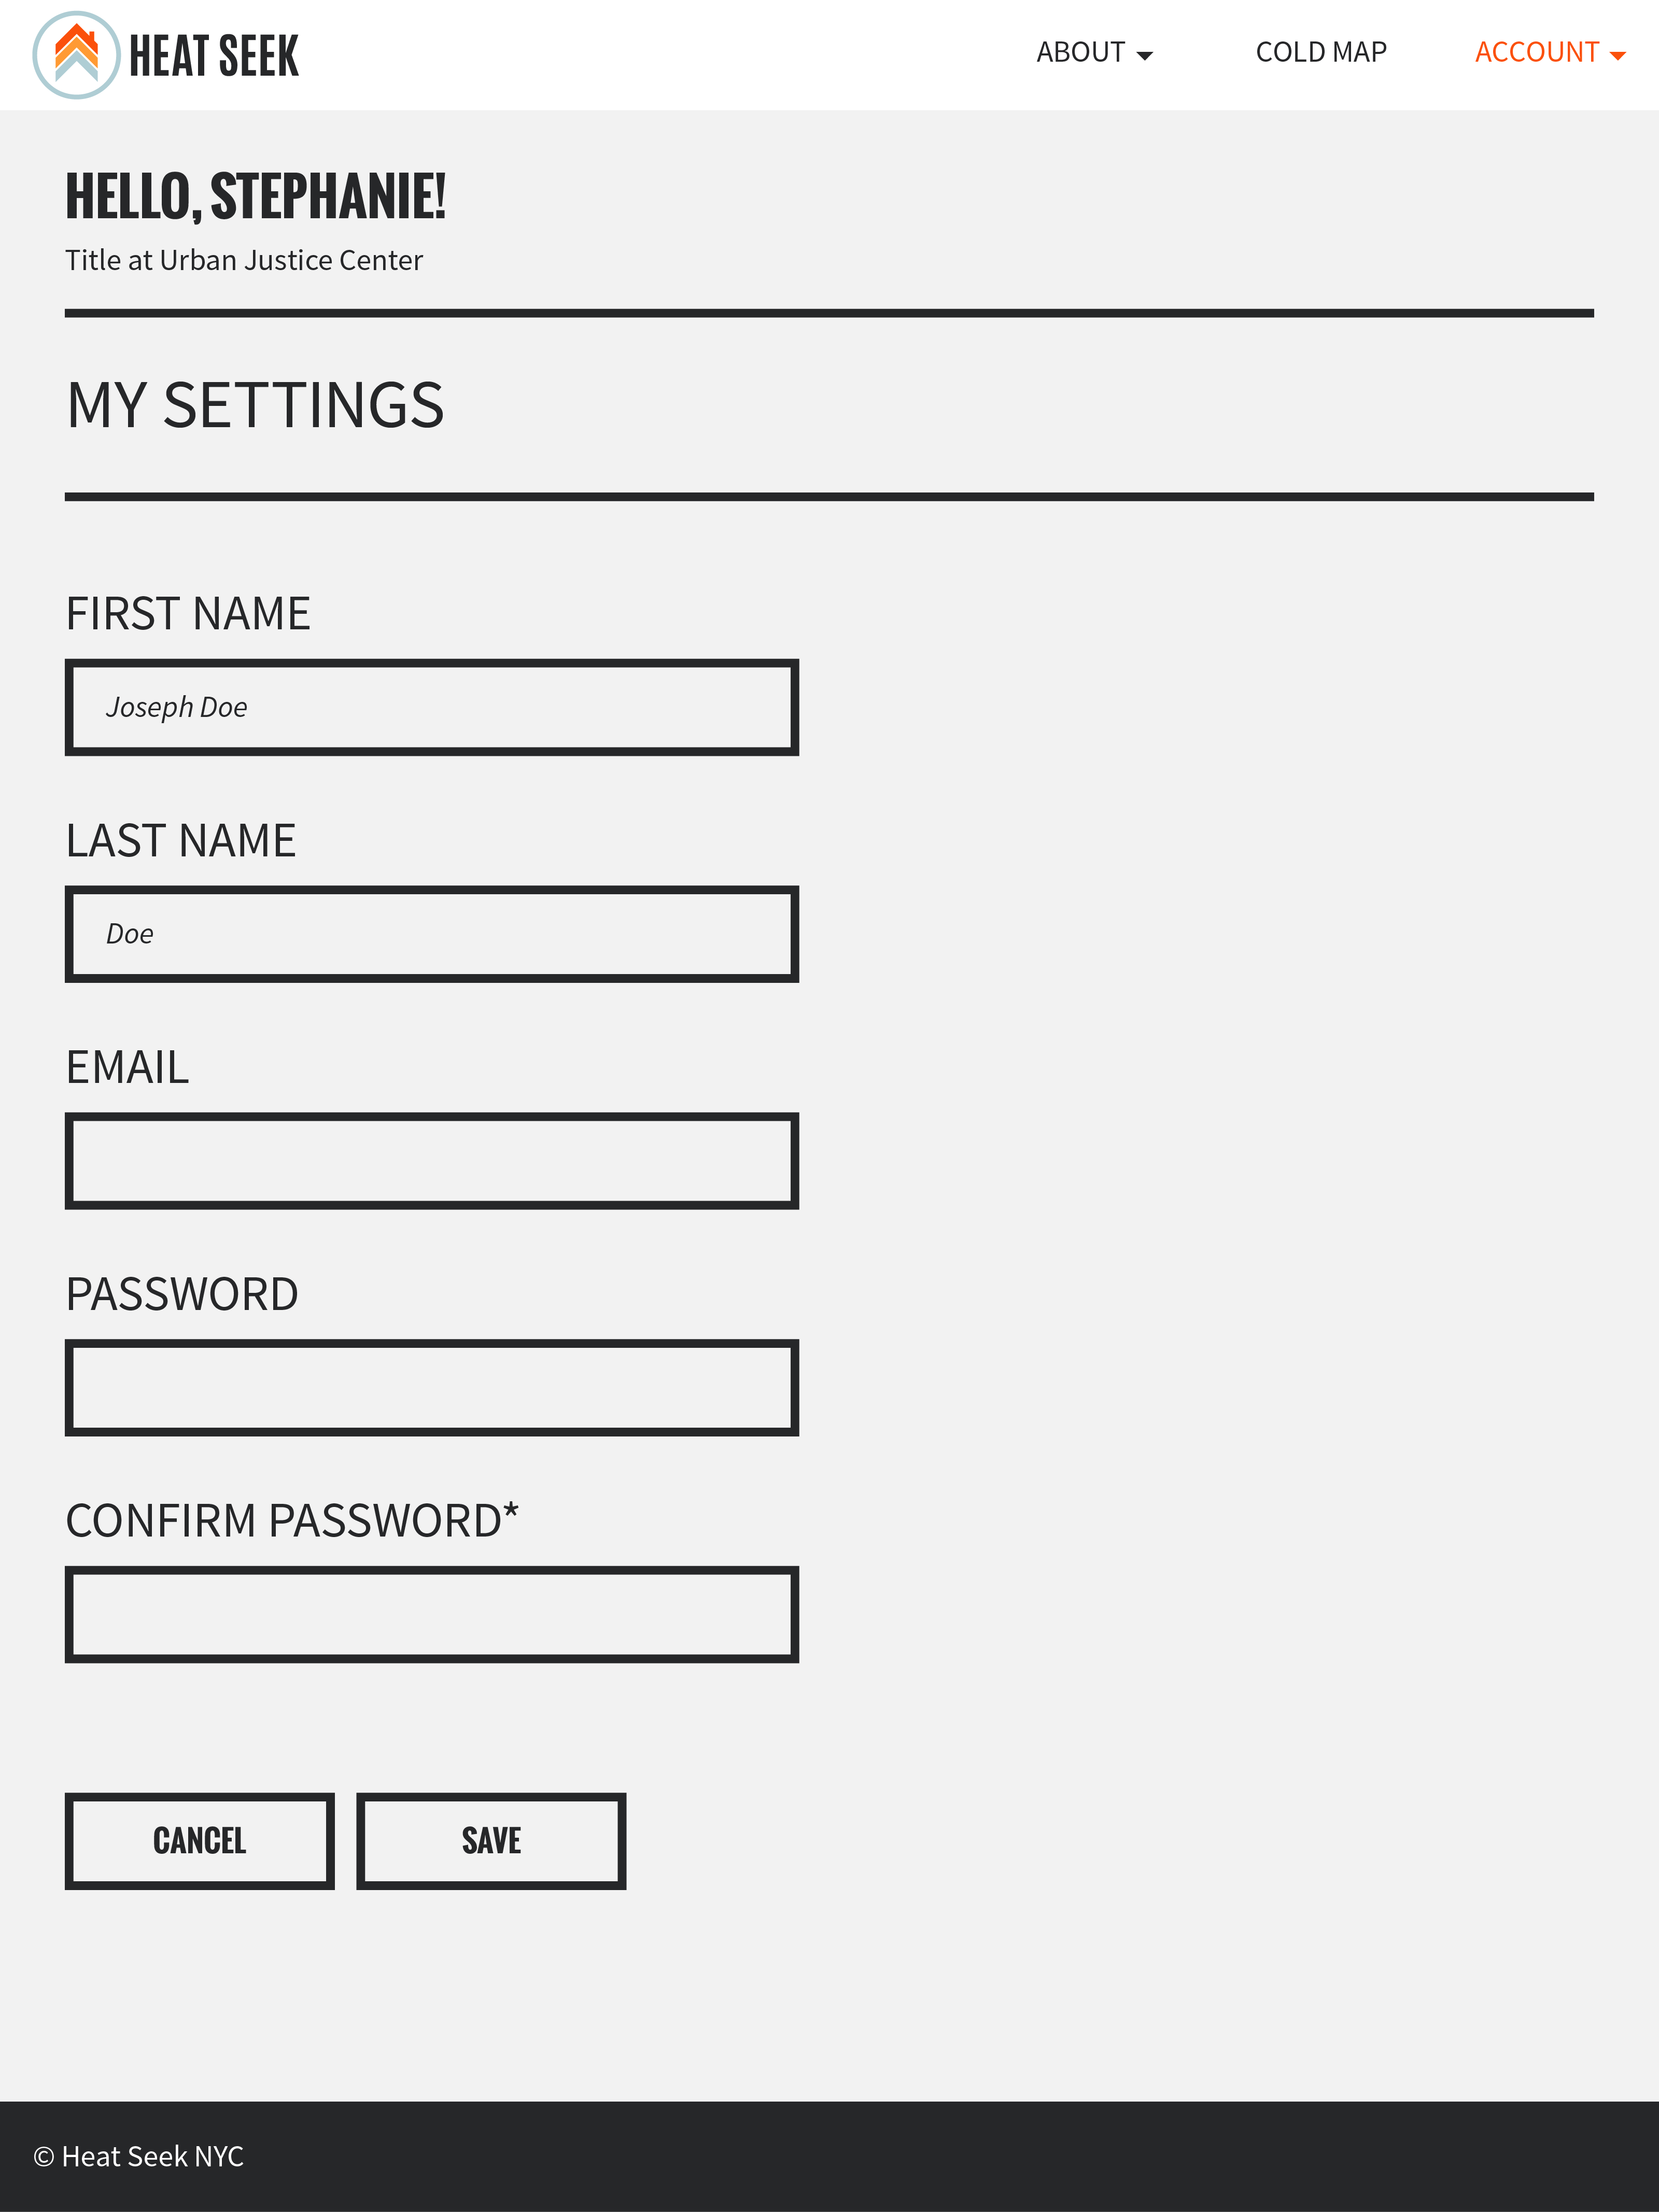 HEAT SEEK
ABOUT COLD MAP ACCOUNT
HELLO, STEPHANIE!
Title at Urban Justice Center
MY SETTINGS
FIRST NAME
Joseph Doe
LAST NAME
Doe
EMAIL
PASSWORD
CONFIRM PASSWORD*
CANCEL SAVE
© Heat Seek NYC